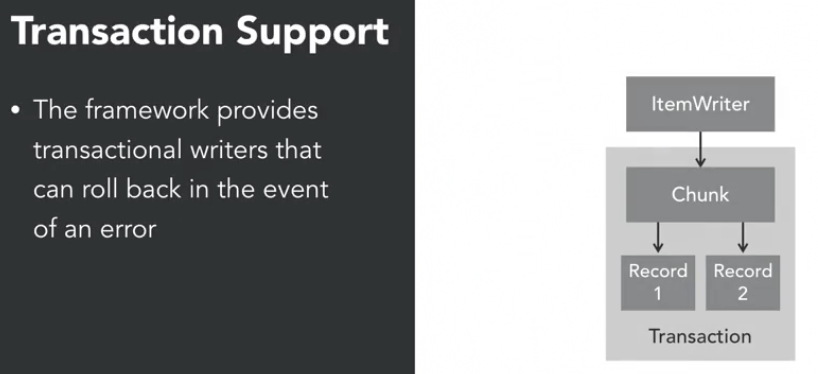 Transaction Support
• The framework provides
transactional writers that
can roll back in the event
of an error
ItemWriter
Chunk
Record
1
Record
2
Transaction